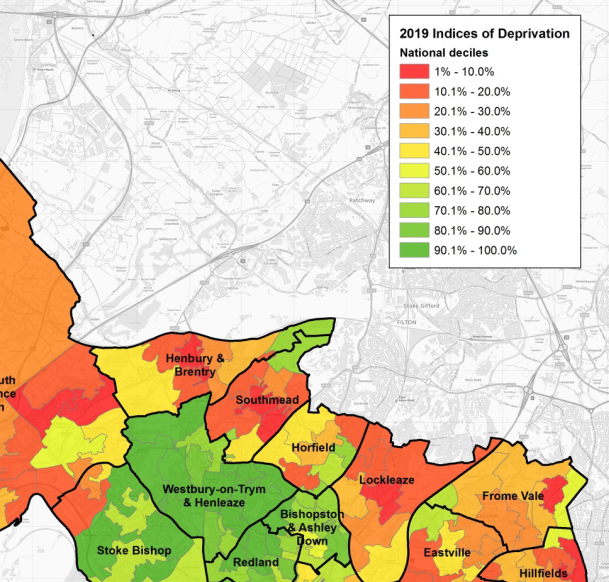 2019 Indices of Deprivation
National deciles
1% - 10.0%
10.1% - 20.0%
20.1% - 30.0%
30.1% - 40.0%
40.1% - 50.0%
50.1% - 60.0%
60.1% - 70.0%
70.1% - 80.0%
80.1% - 90.0%
90.1% - 100.0%
Patchway
Stoke Gifford
FILTON
Henbury &
Brentry
uth
nce
n
Southmead
Horfield
Lockleaze
Westbury-on-Trym
& Henleaze
Frome Vale
Bishopston
& Ashley
Down
Stoke Bishop
Redland
Eastville
Hillfields